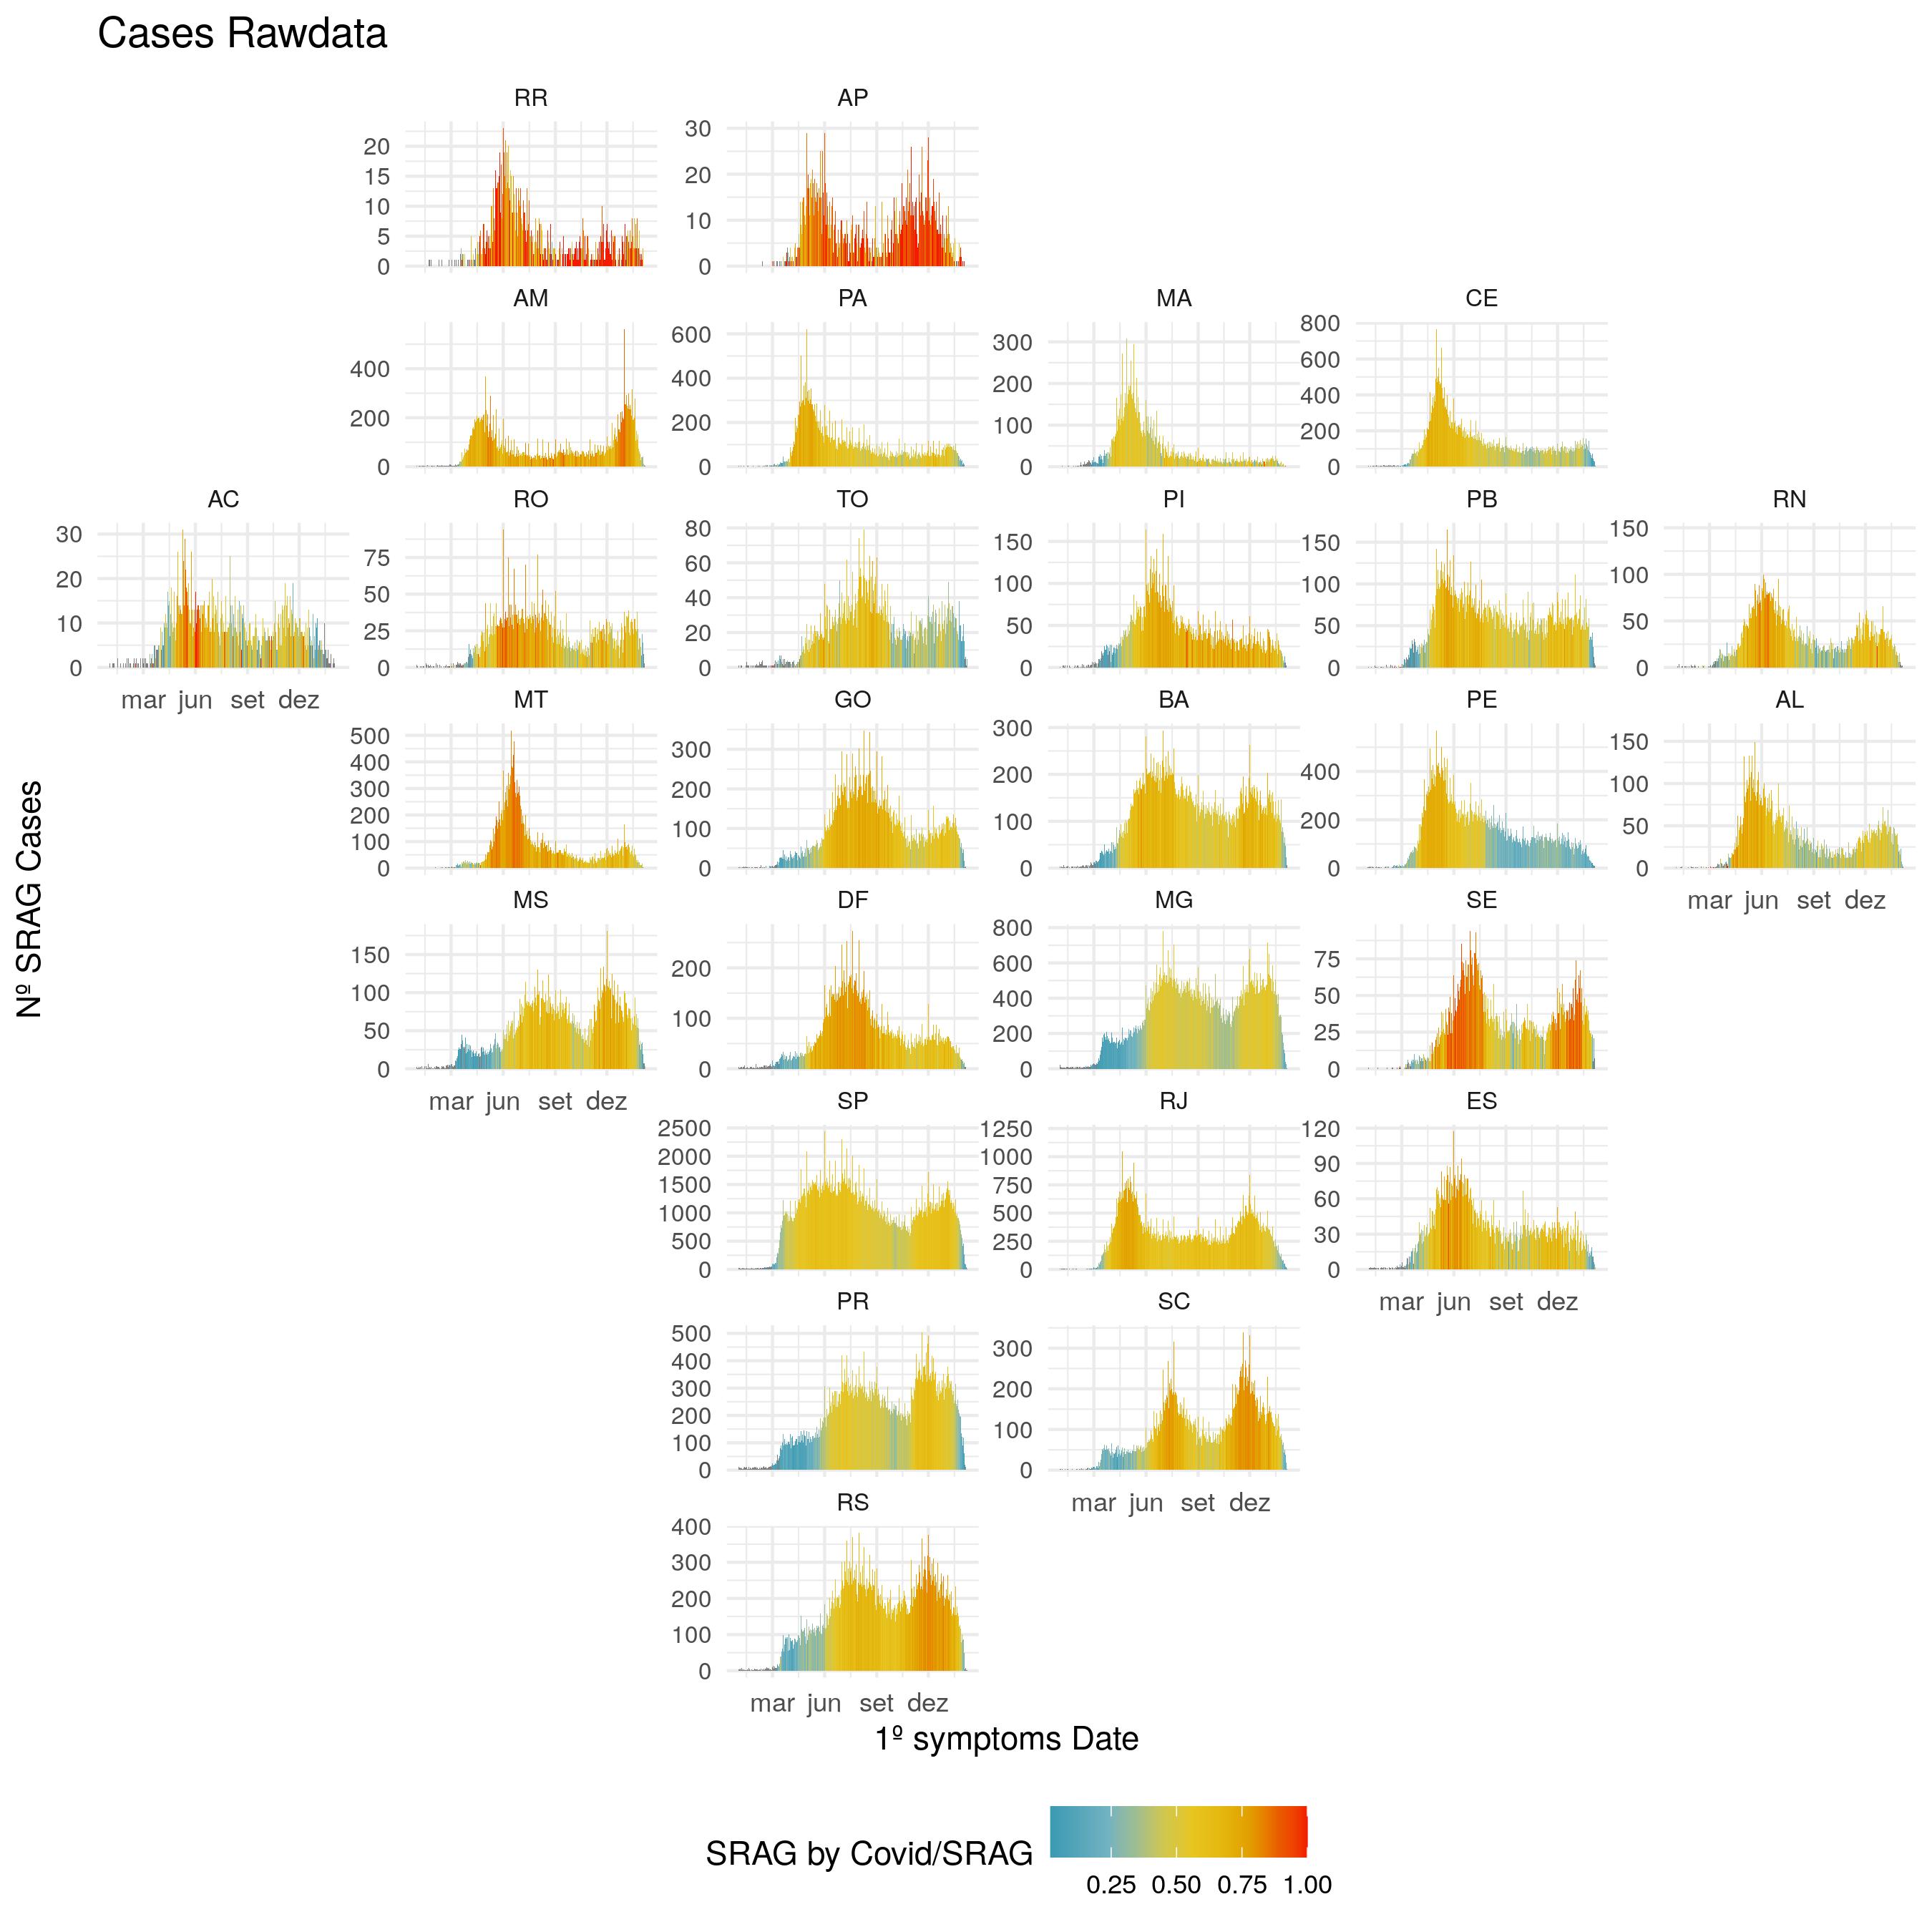 Cases Rawdata
RR AP
20 15 10 5 0
30 20 10 0
AM PA MA CE
400 200 0
600 400 200 0
300 200 100 0
800 600 400 200 0
AC RO TO PI PB RN
30 20 10 0
75 50 25 0
80 60 40 20 0
150 100 50 0
150 100 50 0
150 100 50 0
mar jun set dez
MT GO BA PE AL
500 400 300 200 100 0
300 200 100 0
300 200 100 0
400 200 0
150 100 50 0
mar jun set dez
MS DF MG SE
150 100 50 0
200 100 0
800 600 400 200 0
75 50 25 0
mar jun set dez
SP RJ ES
2500 2000 1500 1000 500 0
1250 1000 750 500 250 0
120 90 60 30 0
mar jun set dez
PR SC
500 400 300 200 100 0
300 200 100 0
mar jun set dez
RS
400 300 200 100 0
mar jun set dez
Nº SRAG Cases
1º symptoms Date
SRAG by Covid/SRAG
0.25 0.50 0.75 1.00